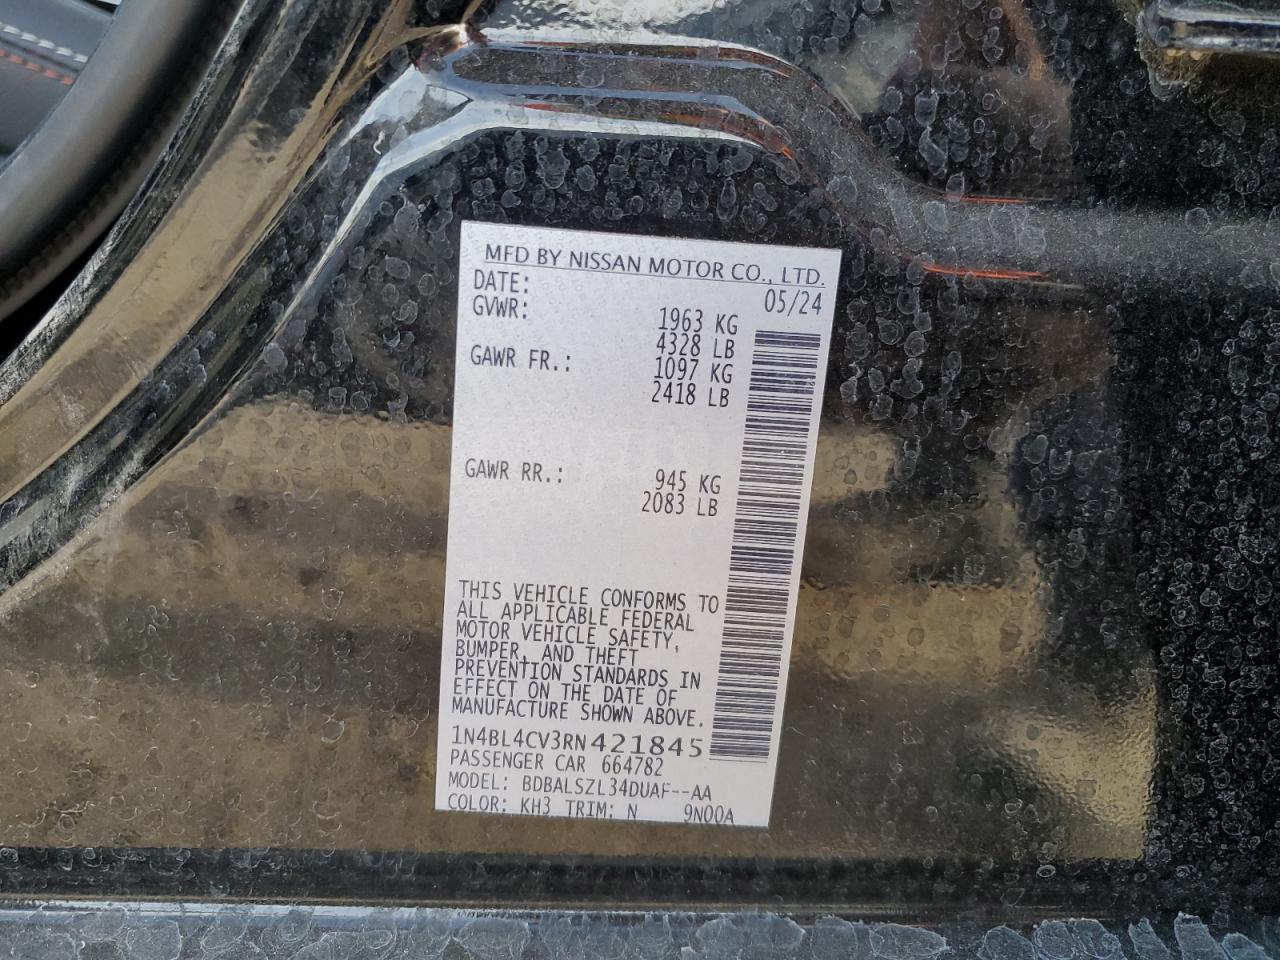 MFD BY NISSAN MOTOR CO., LTD.
DATE: 05/24
GVWR: 1963 KG
4328 LB
GAWR FR.: 1097 KG
2418 LB
GAWR RR.: 945 KG
2083 LB
THIS VEHICLE CONFORMS TO
ALL APPLICABLE FEDERAL
MOTOR VEHICLE SAFETY,
BUMPER, AND THEFT
PREVENTION STANDARDS IN
EFFECT ON THE DATE OF
MANUFACTURE SHOWN ABOVE.
1N4BL4CV3RN421845
PASSENGER CAR 664782
MODEL: BDBALSZL34DUAF--AA
COLOR: KH3 TRIM: N 9N00A